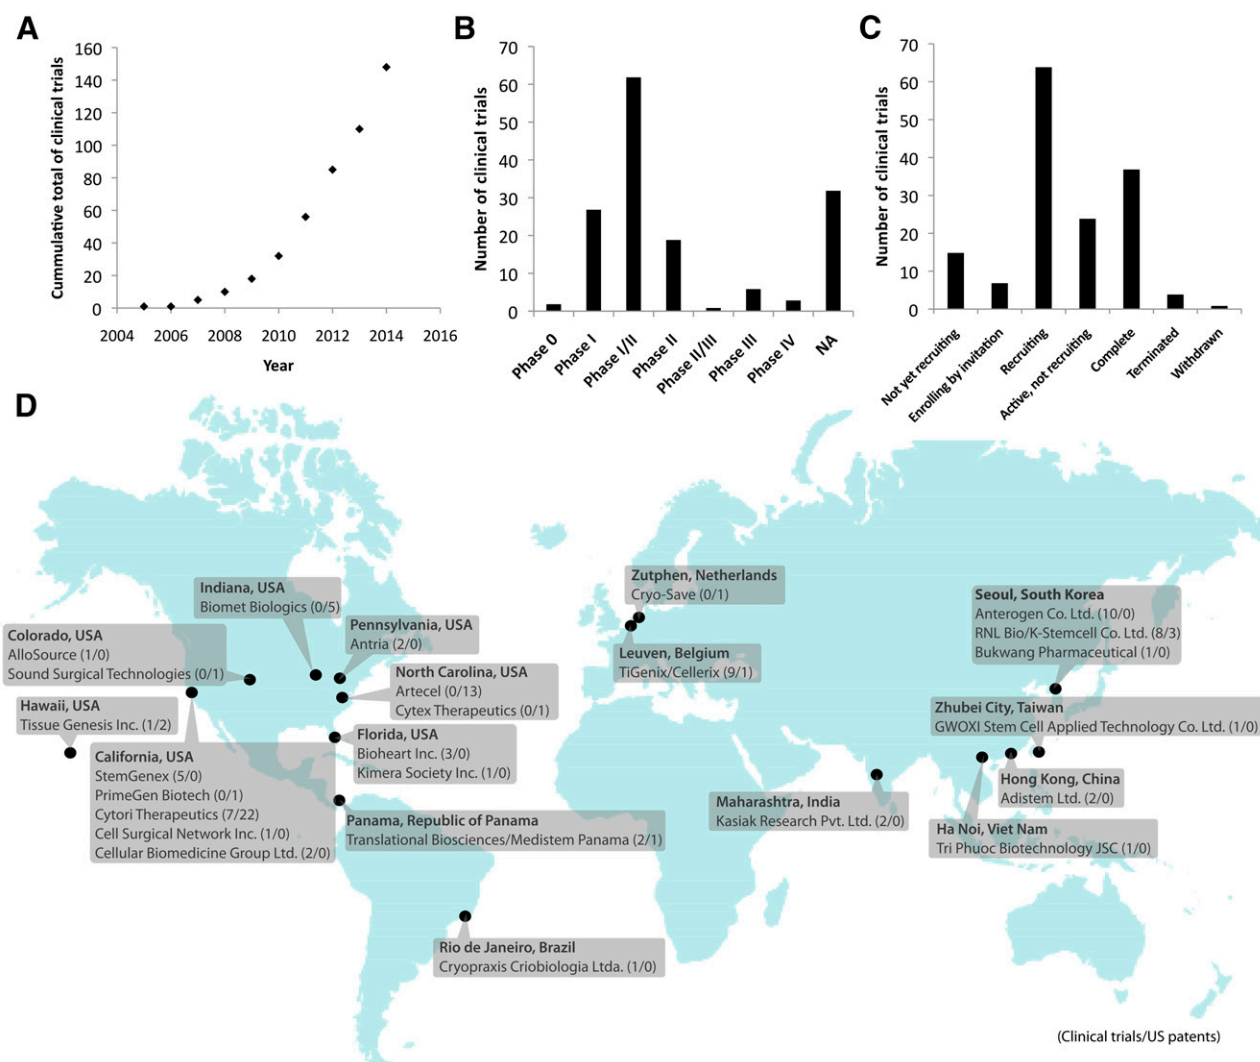 A
Cummulative total of clinical trials
160
140
120
100
80
60
40
20
0
2004 2006 2008 2010 2012 2014 2016
Year
B
Number of clinical trials
70
60
50
40
30
20
10
0
Phase 0
Phase I
Phase I/II
Phase II
Phase II/III
Phase III
Phase IV
NA
C
Number of clinical trials
70
60
50
40
30
20
10
0
Not yet recruiting
Enrolling by invitation
Recruiting
Active, not recruiting
Complete
Terminated
Withdrawn
D
Indiana, USA
Biomet Biologics (0/5)
Colorado, USA
AlloSource (1/0)
Sound Surgical Technologies (0/1)
Pennsylvania, USA
Antria (2/0)
North Carolina, USA
Artecel (0/13)
Cytex Therapeutics (0/1)
Hawaii, USA
Tissue Genesis Inc. (1/2)
Florida, USA
Bioheart Inc. (3/0)
Kimera Society Inc. (1/0)
California, USA
StemGenex (5/0)
PrimeGen Biotech (0/1)
Cytori Therapeutics (7/22)
Cell Surgical Network Inc. (1/0)
Cellular Biomedicine Group Ltd. (2/0)
Panama, Republic of Panama
Translational Biosciences/Medistem Panama (2/1)
Rio de Janeiro, Brazil
Cryopraxis Criobiologia Ltda. (1/0)
Zutphen, Netherlands
Cryo-Save (0/1)
Leuven, Belgium
TiGenix/Cellerix (9/1)
Seoul, South Korea
Anterogen Co. Ltd. (10/0)
RNL Bio/K-Stemcell Co. Ltd. (8/3)
Bukwang Pharmaceutical (1/0)
Zhubei City, Taiwan
GWOXI Stem Cell Applied Technology Co. Ltd. (1/0)
Hong Kong, China
Adistem Ltd. (2/0)
Maharashtra, India
Kasiak Research Pvt. Ltd. (2/0)
Ha Noi, Viet Nam
Tri Phuoc Biotechnology JSC (1/0)
(Clinical trials/US patents)